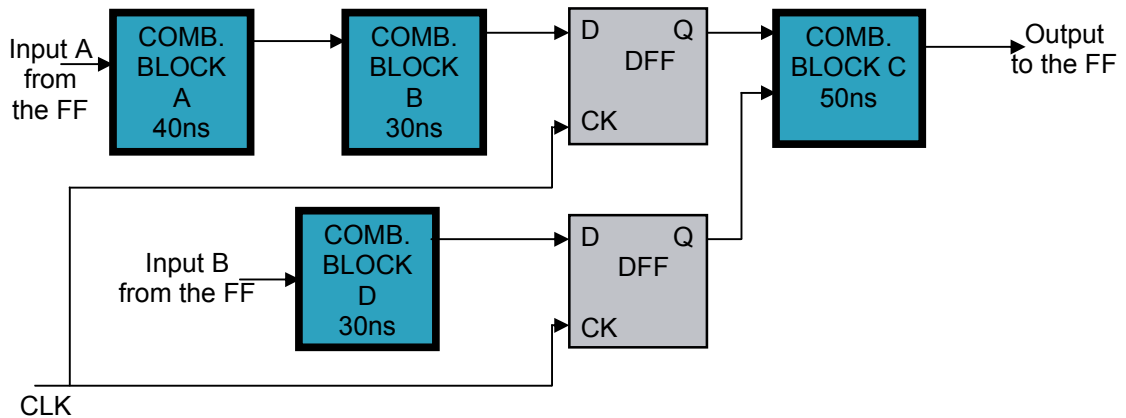 Input A
from
the FF
COMB.
BLOCK
A
40ns
COMB.
BLOCK
B
30ns
D
Q
DFF
CK
COMB.
BLOCK C
50ns
Output
to the FF
Input B
from the FF
COMB.
BLOCK
D
30ns
D
Q
DFF
CK
CLK